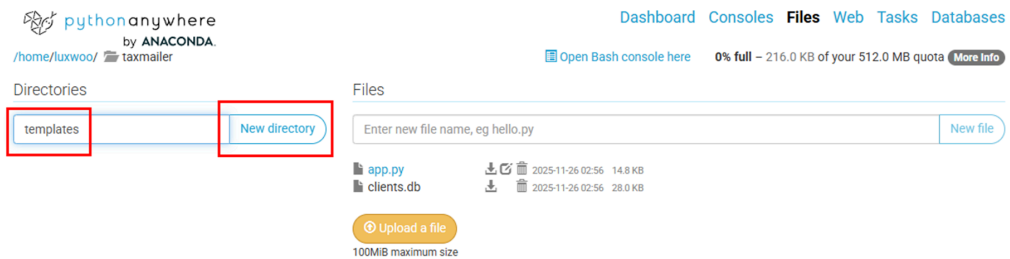 pythonanywhere
by ANACONDA.
Dashboard Consoles Files Web Tasks Databases
/home/luxwoo/ taxmailer
Open Bash console here
0% full – 216.0 KB of your 512.0 MB quota
More Info
Directories
templates
New directory
Files
Enter new file name, eg hello.py
New file
app.py 2025-11-26 02:56 14.8 KB
clients.db 2025-11-26 02:56 28.0 KB
Upload a file
100MiB maximum size